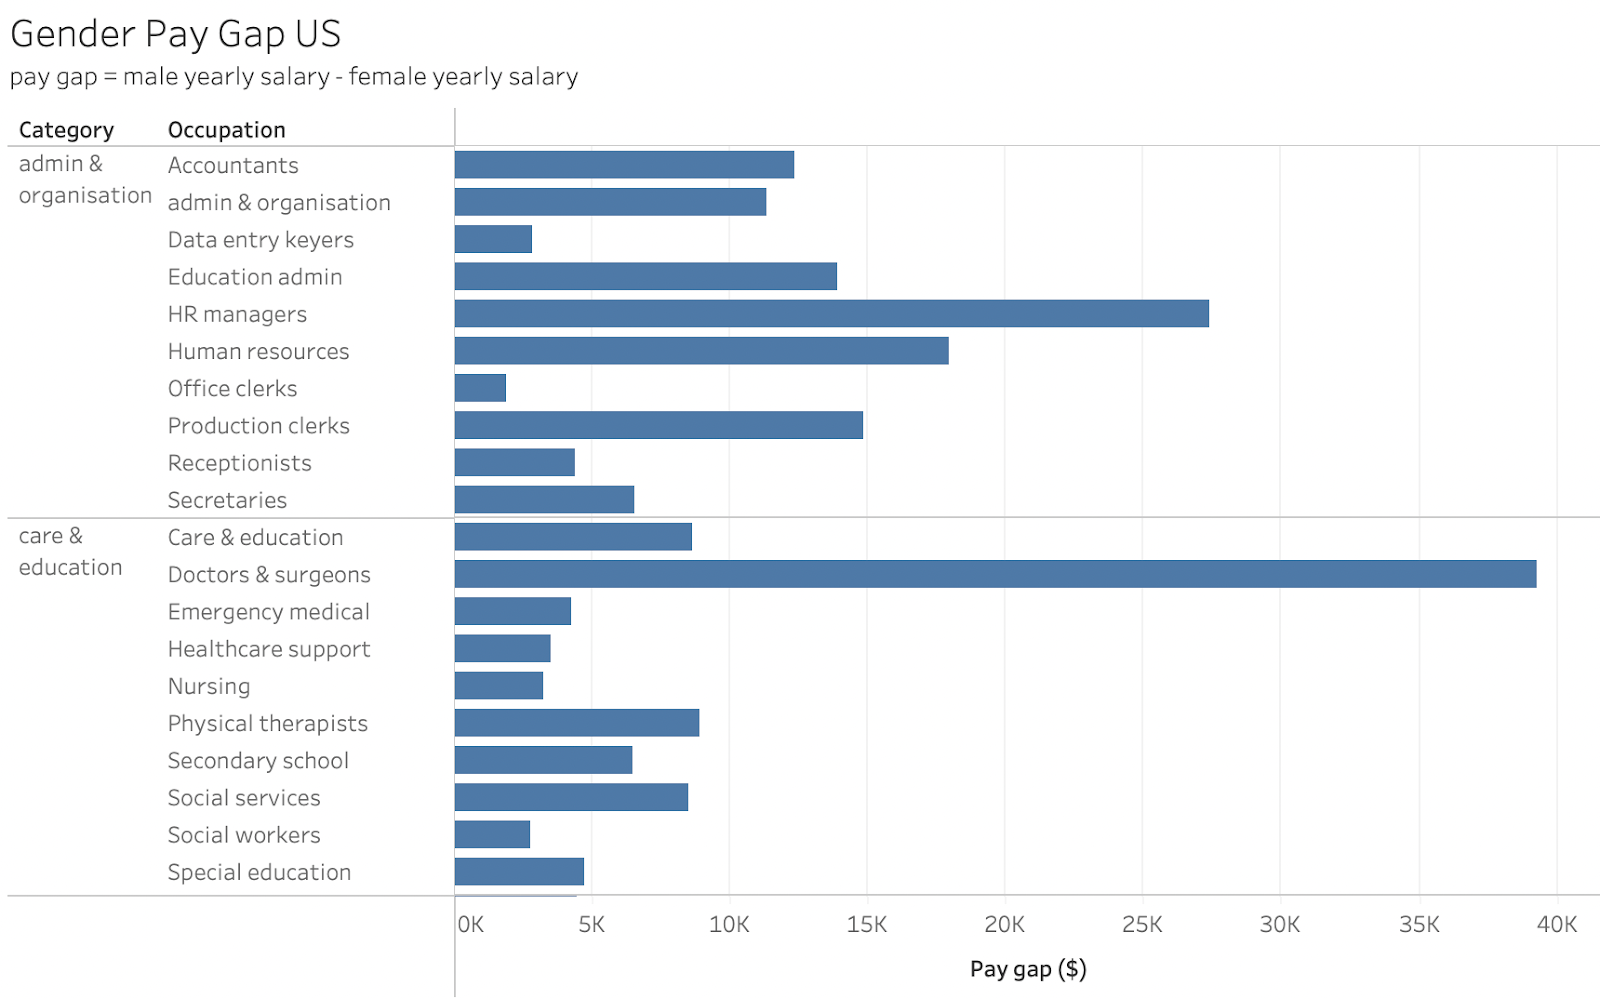 Gender Pay Gap US
pay gap = male yearly salary - female yearly salary
Category Occupation
admin &
organisation
Accountants
admin & organisation
Data entry keyers
Education admin
HR managers
Human resources
Office clerks
Production clerks
Receptionists
Secretaries
care &
education
Care & education
Doctors & surgeons
Emergency medical
Healthcare support
Nursing
Physical therapists
Secondary school
Social services
Social workers
Special education
0K 5K 10K 15K 20K 25K 30K 35K 40K
Pay gap ($)